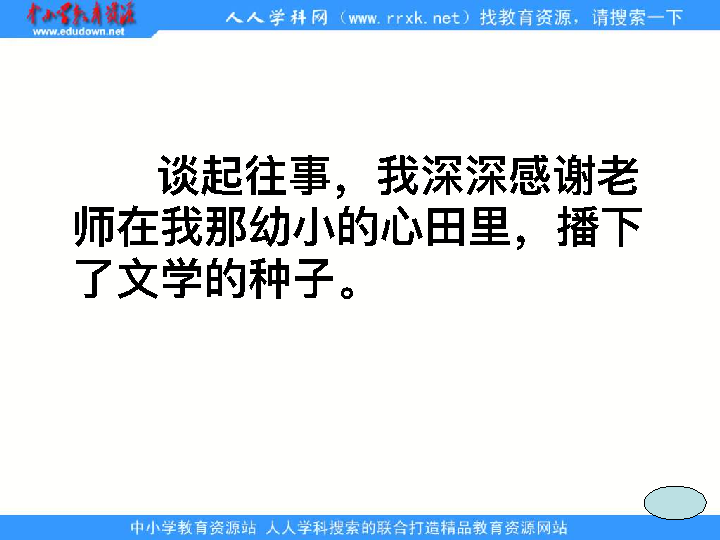 中小学教育资源
www.edudown.net
人人学科网（www.rrxk.net）找教育资源，请搜索一下
谈起往事，我深深感谢老
师在我那幼小的心田里，播下
了文学的种子。
中小学教育资源站 人人学科搜索的联合打造精品教育资源网站